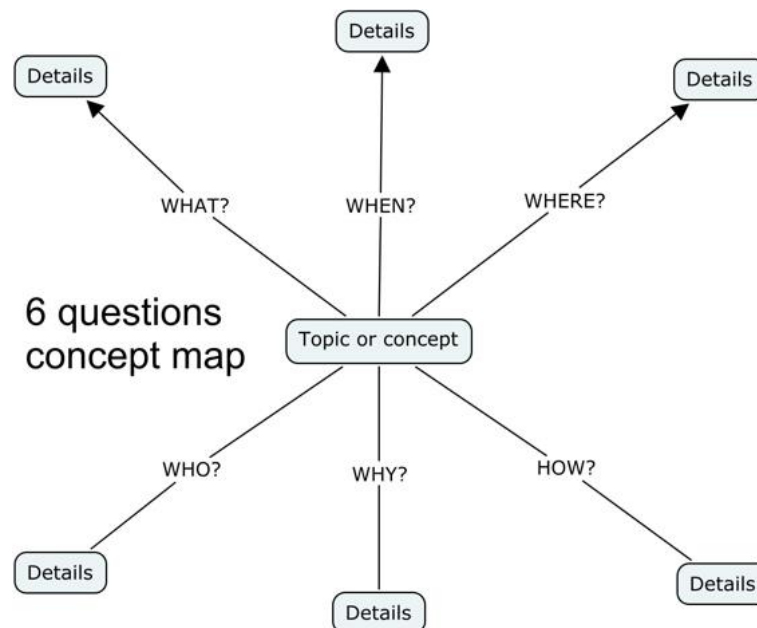 Details
Details
Details
WHAT?
WHEN?
WHERE?
6 questions
concept map
Topic or concept
WHO?
WHY?
HOW?
Details
Details
Details